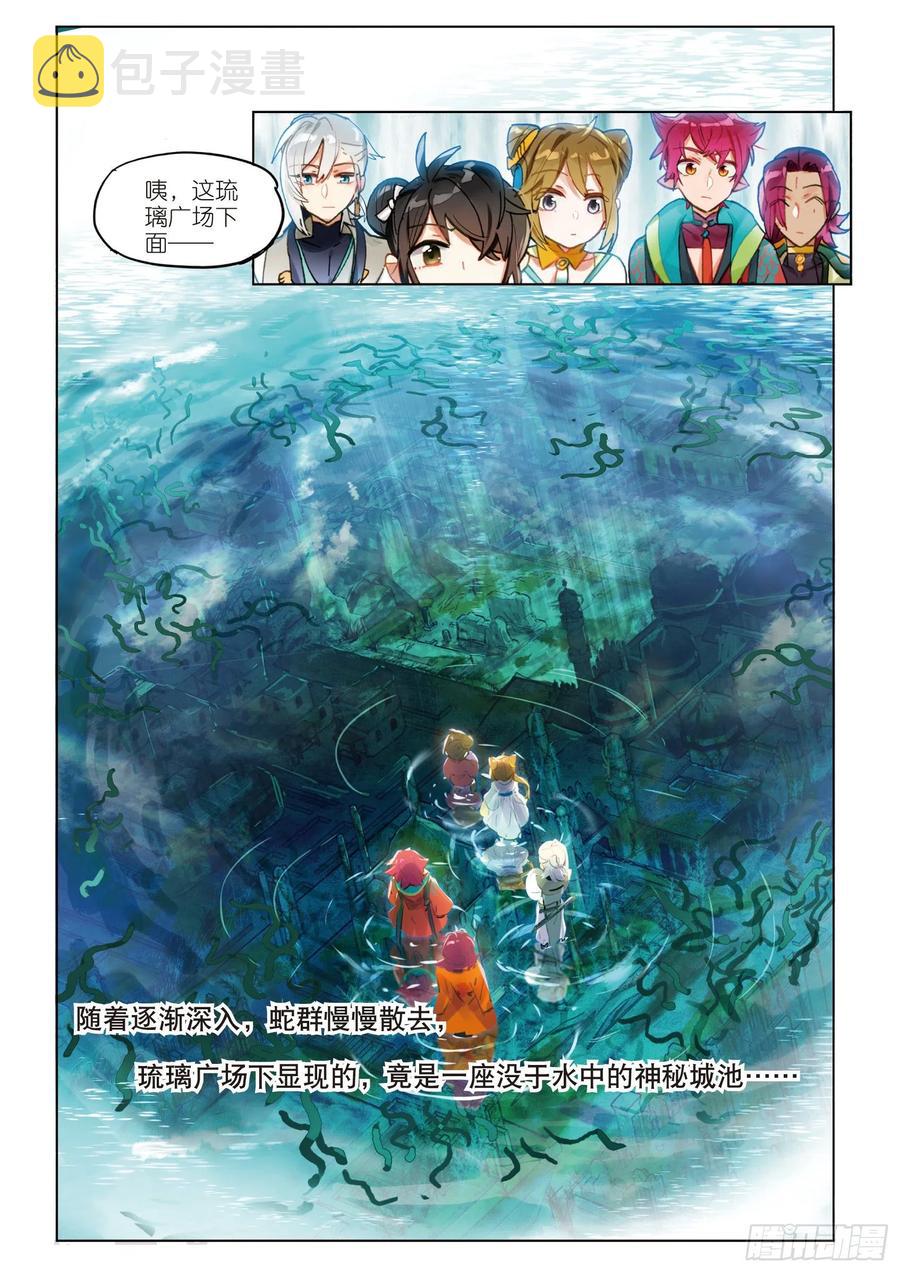 包子漫畫
咦，这琉
璃广场下
面——
随着逐渐深入，蛇群慢慢散去，
琉璃广场下显现的，竟是一座没于水中的神秘城池……
腾讯动漫